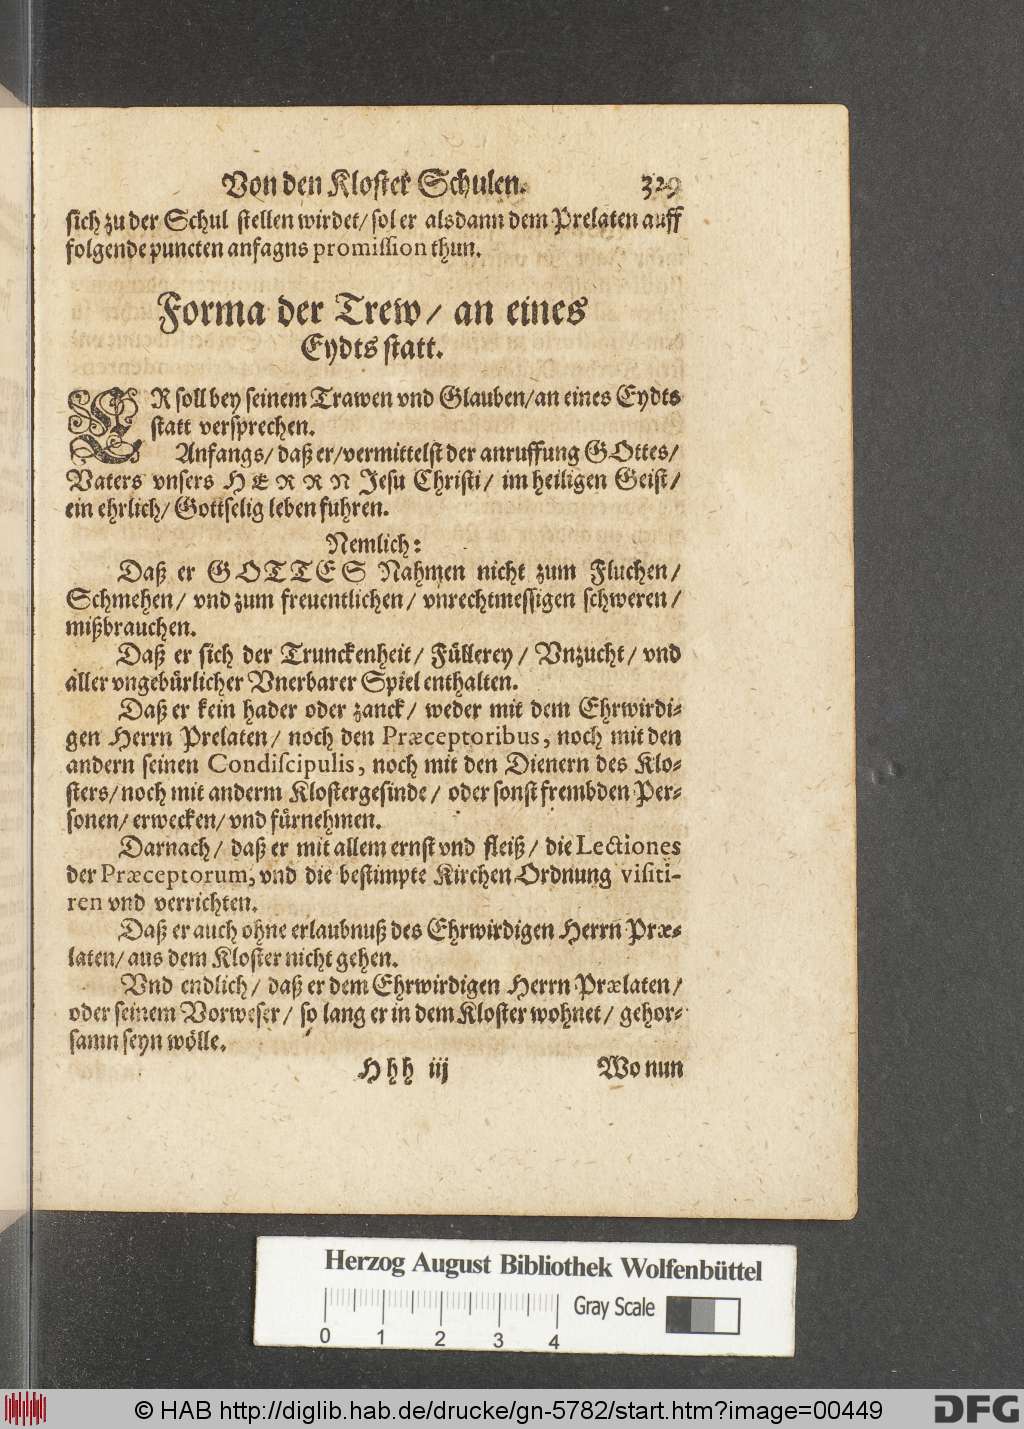 Von den Kloster Schulen. 329
sich zu der Schul stellen wirdet/ sol er alsdann dem Prelaten auff
folgende puncten anfagns promiſſion thun.
Forma der Trew/ an eines
Eydts statt.
ER soll bey seinem Trawen vnd Glauben/ an eines Eydts
statt versprechen.
Anfangs/ daß er/ vermittelst der anruffung GOttes/
Vaters vnsers HERRN Jesu Christi/ im heiligen Geist/
ein ehrlich/ Gottselig leben fuhren.
Nemlich:
Daß er GOTTES Nahmen nicht zum Fluchen/
Schmehen/ vnd zum freuentlichen/ vnrechtmessigen schweren/
mißbrauchen.
Daß er sich der Trunckenheit/ Füllerey/ Vnzucht/ vnd
aller vngebürlicher Vnerbarer Spiel enthalten.
Daß er kein hader oder zanck/ weder mit dem Ehrwirdi-
gen Herrn Prelaten/ noch den Præceptoribus, noch mit den
andern seinen Condiſcipulis, noch mit den Dienern des Klo-
sters/ noch mit anderm Klostergesinde/ oder sonst frembden Per-
sonen/ erwecken/ vnd fürnehmen.
Darnach/ daß er mit allem ernst vnd fleiß/ die Lectiones
der Præceptorum, vnd die bestimpte Kirchen Ordnung viſiti-
ren vnd verrichten.
Daß er auch ohne erlaubnuß des Ehrwirdigen Herrn Præ-
laten/ aus dem Kloster nicht gehen.
Vnd endlich/ daß er dem Ehrwirdigen Herrn Prælaten/
oder seinem Vorweser/ so lang er in dem Kloster wohnet/ gehor-
samn seyn wölle.
Hhh iij Wo nun
Herzog August Bibliothek Wolfenbüttel
Gray Scale
0 1 2 3 4
© HAB http://diglib.hab.de/drucke/gn-5782/start.htm?image=00449
DFG